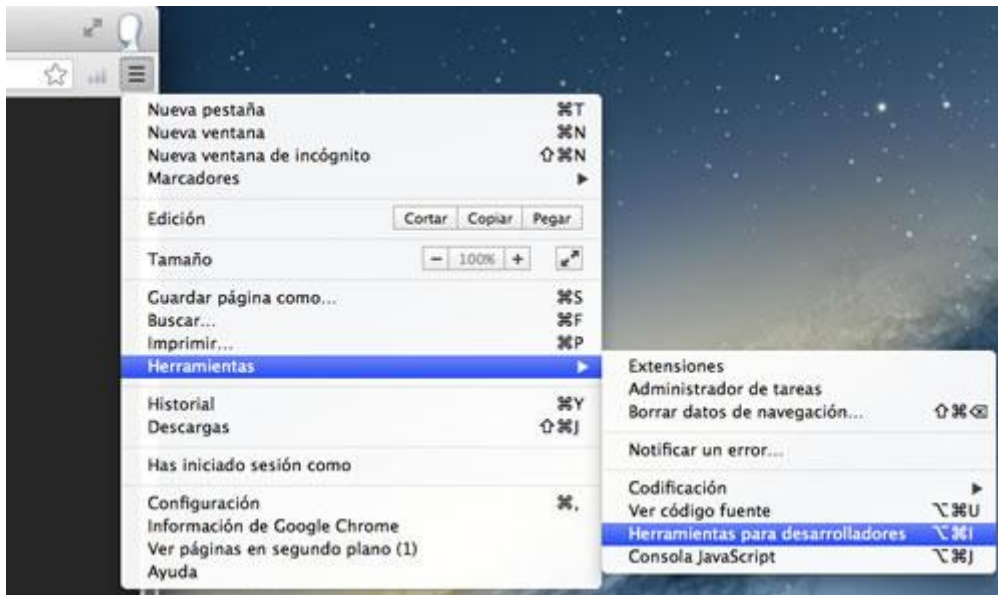 Nueva pestaña ⌘T
Nueva ventana ⌘N
Nueva ventana de incógnito ⇧⌘N
Marcadores ▶
Edición Cortar Copiar Pegar
Tamaño − 100% +
Guardar página como... ⌘S
Buscar... ⌘F
Imprimir... ⌘P
Herramientas ▶
Historial ⌘Y
Descargas ⇧⌘J
Has iniciado sesión como
Configuración ⌘,
Información de Google Chrome
Ver páginas en segundo plano (1)
Ayuda
Extensiones
Administrador de tareas
Borrar datos de navegación... ⇧⌘⌫
Notificar un error...
Codificación ▶
Ver código fuente ⌥⌘U
Herramientas para desarrolladores ⌥⌘I
Consola JavaScript ⌥⌘J